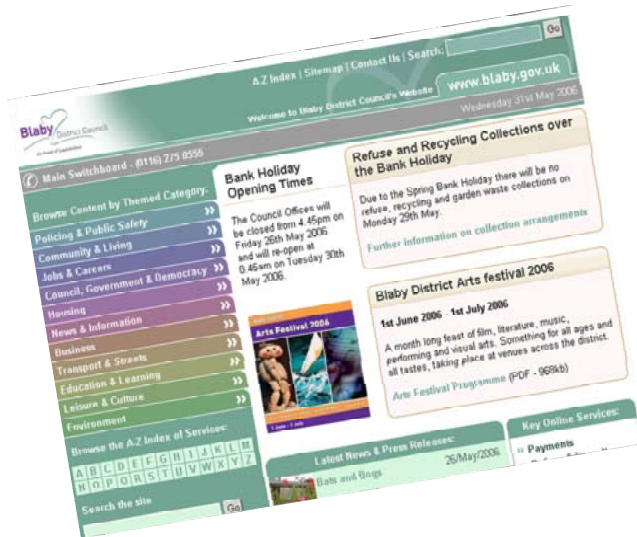 A-Z Index | Sitemap | Contact Us | Search:
Go
Welcome to Blaby District Council's Website
www.blaby.gov.uk
Blaby District Council
Wednesday 31st May 2006
Main Switchboard - (0116) 275 0555
Browse Content by Themed Category.
Policing & Public Safety
Community & Living
Jobs & Careers
Council, Government & Democracy
Housing
News & Information
Business
Transport & Streets
Education & Learning
Leisure & Culture
Environment
Browse the A-Z Index of Services:
A B C D E F G H I J K L M
N O P Q R S T U V W X Y Z
Search the site
Go
Bank Holiday
Opening Times
The Council Offices will
be closed from 4.45pm on
Friday 26th May 2006
and will re-open at
0.45am on Tuesday 30th
May 2006.
Arts Festival 2006
1 June - 1 July
Refuse and Recycling Collections over
the Bank Holiday
Due to the Spring Bank Holiday there will be no
refuse, recycling and garden waste collections on
Monday 29th May.
Further information on collection arrangements
Blaby District Arts festival 2006
1st June 2006 - 1st July 2006
A month long feast of film, literature, music,
performing and visual arts. Something for all ages and
all tastes, taking place at venues across the district.
Arts Festival Programme (PDF - 968kb)
Latest News & Press Releases:
Bats and Bugs
26/May/2006
Key Online Services:
Payments